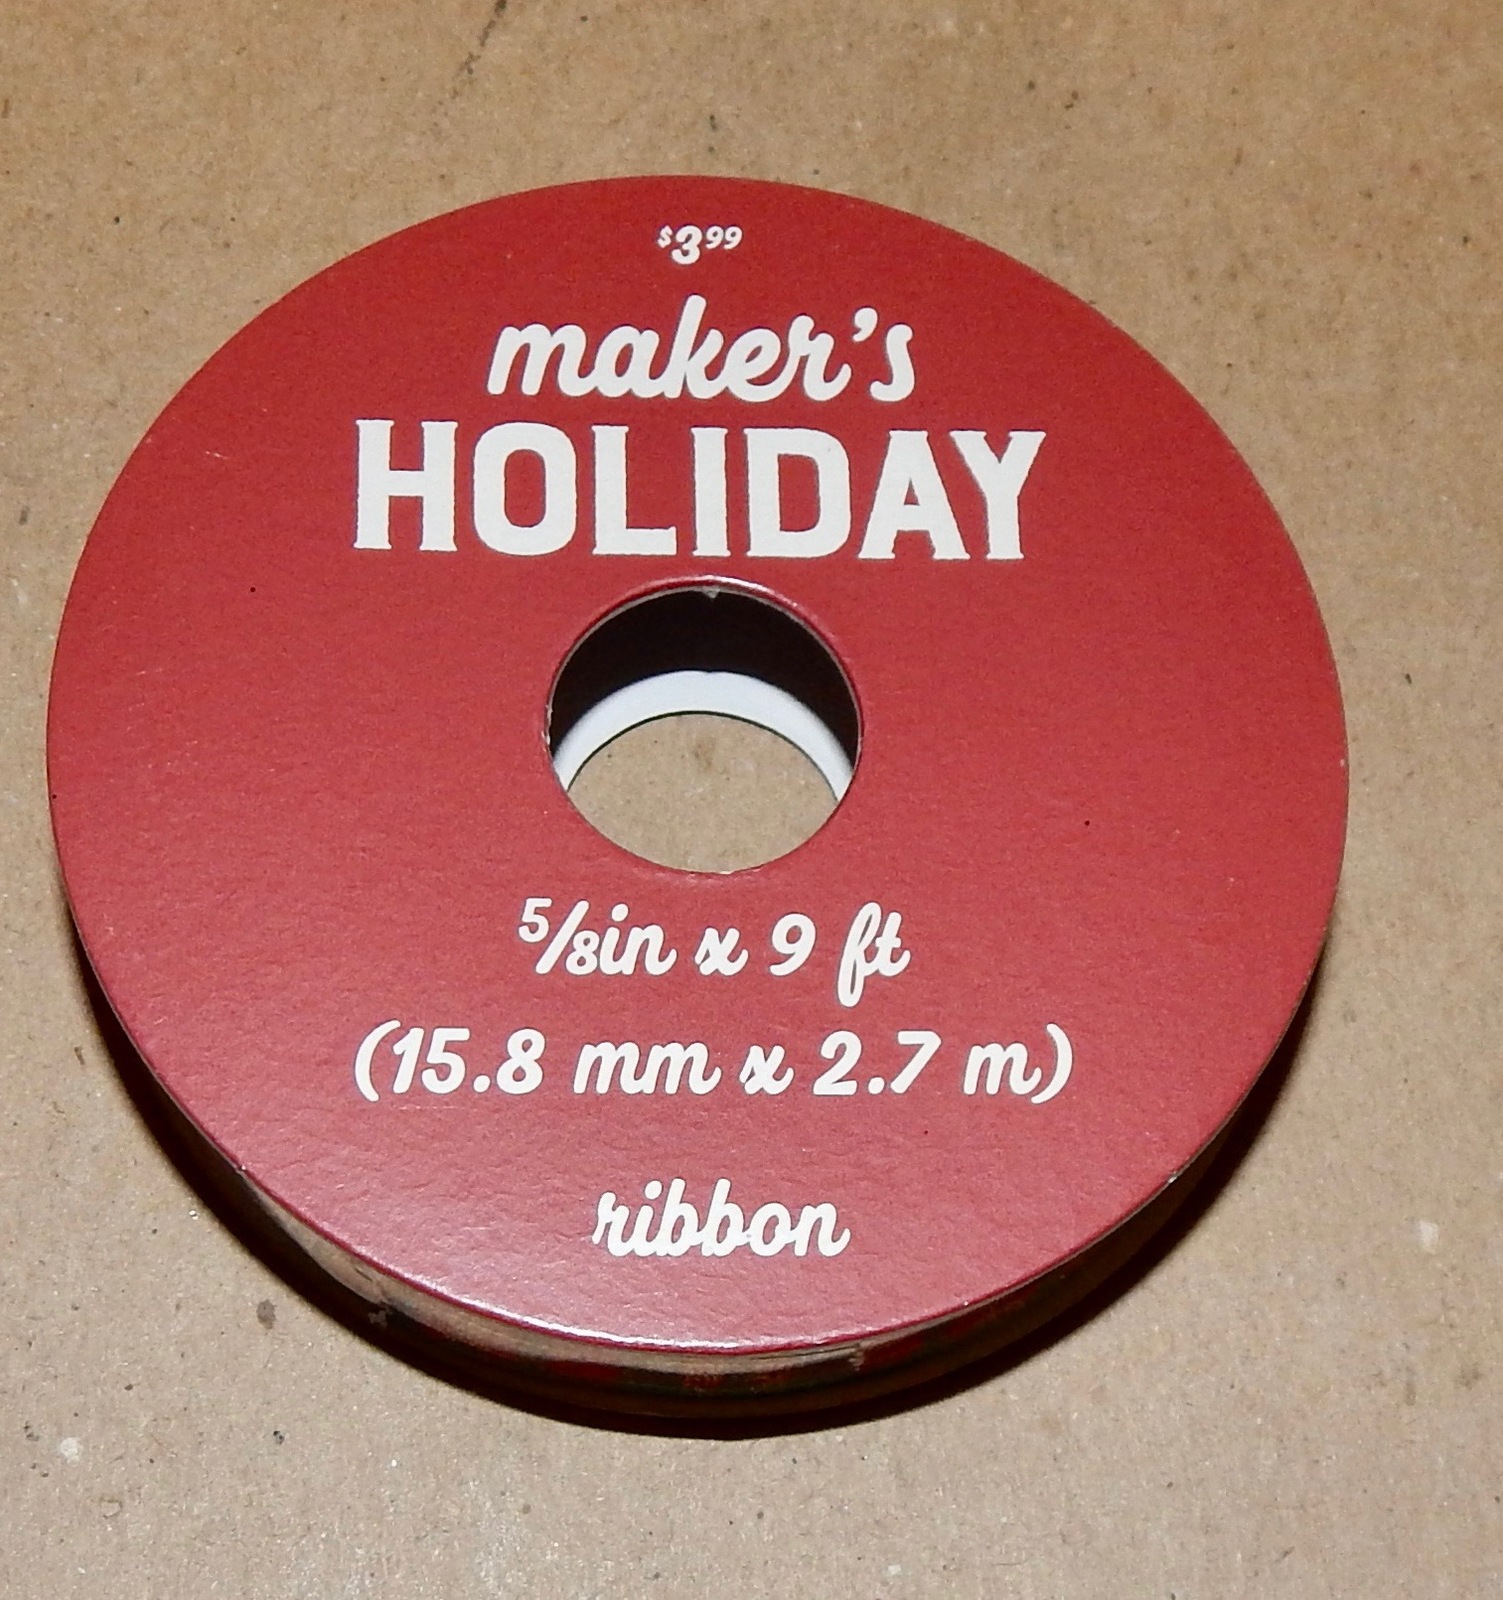 $3.99
maker's
HOLIDAY
5/8in x 9 ft
(15.8 mm x 2.7 m)
ribbon